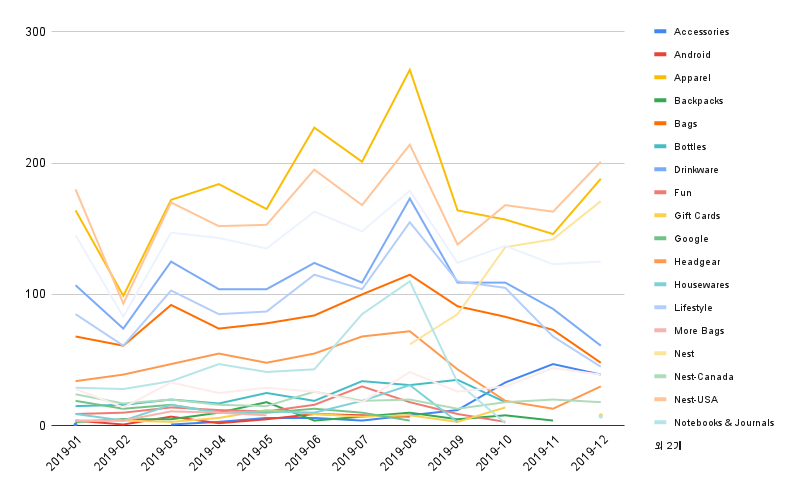 300
200
100
0
2019-01
2019-02
2019-03
2019-04
2019-05
2019-06
2019-07
2019-08
2019-09
2019-10
2019-11
2019-12
Accessories
Android
Apparel
Backpacks
Bags
Bottles
Drinkware
Fun
Gift Cards
Google
Headgear
Housewares
Lifestyle
More Bags
Nest
Nest-Canada
Nest-USA
Notebooks & Journals
외 2개